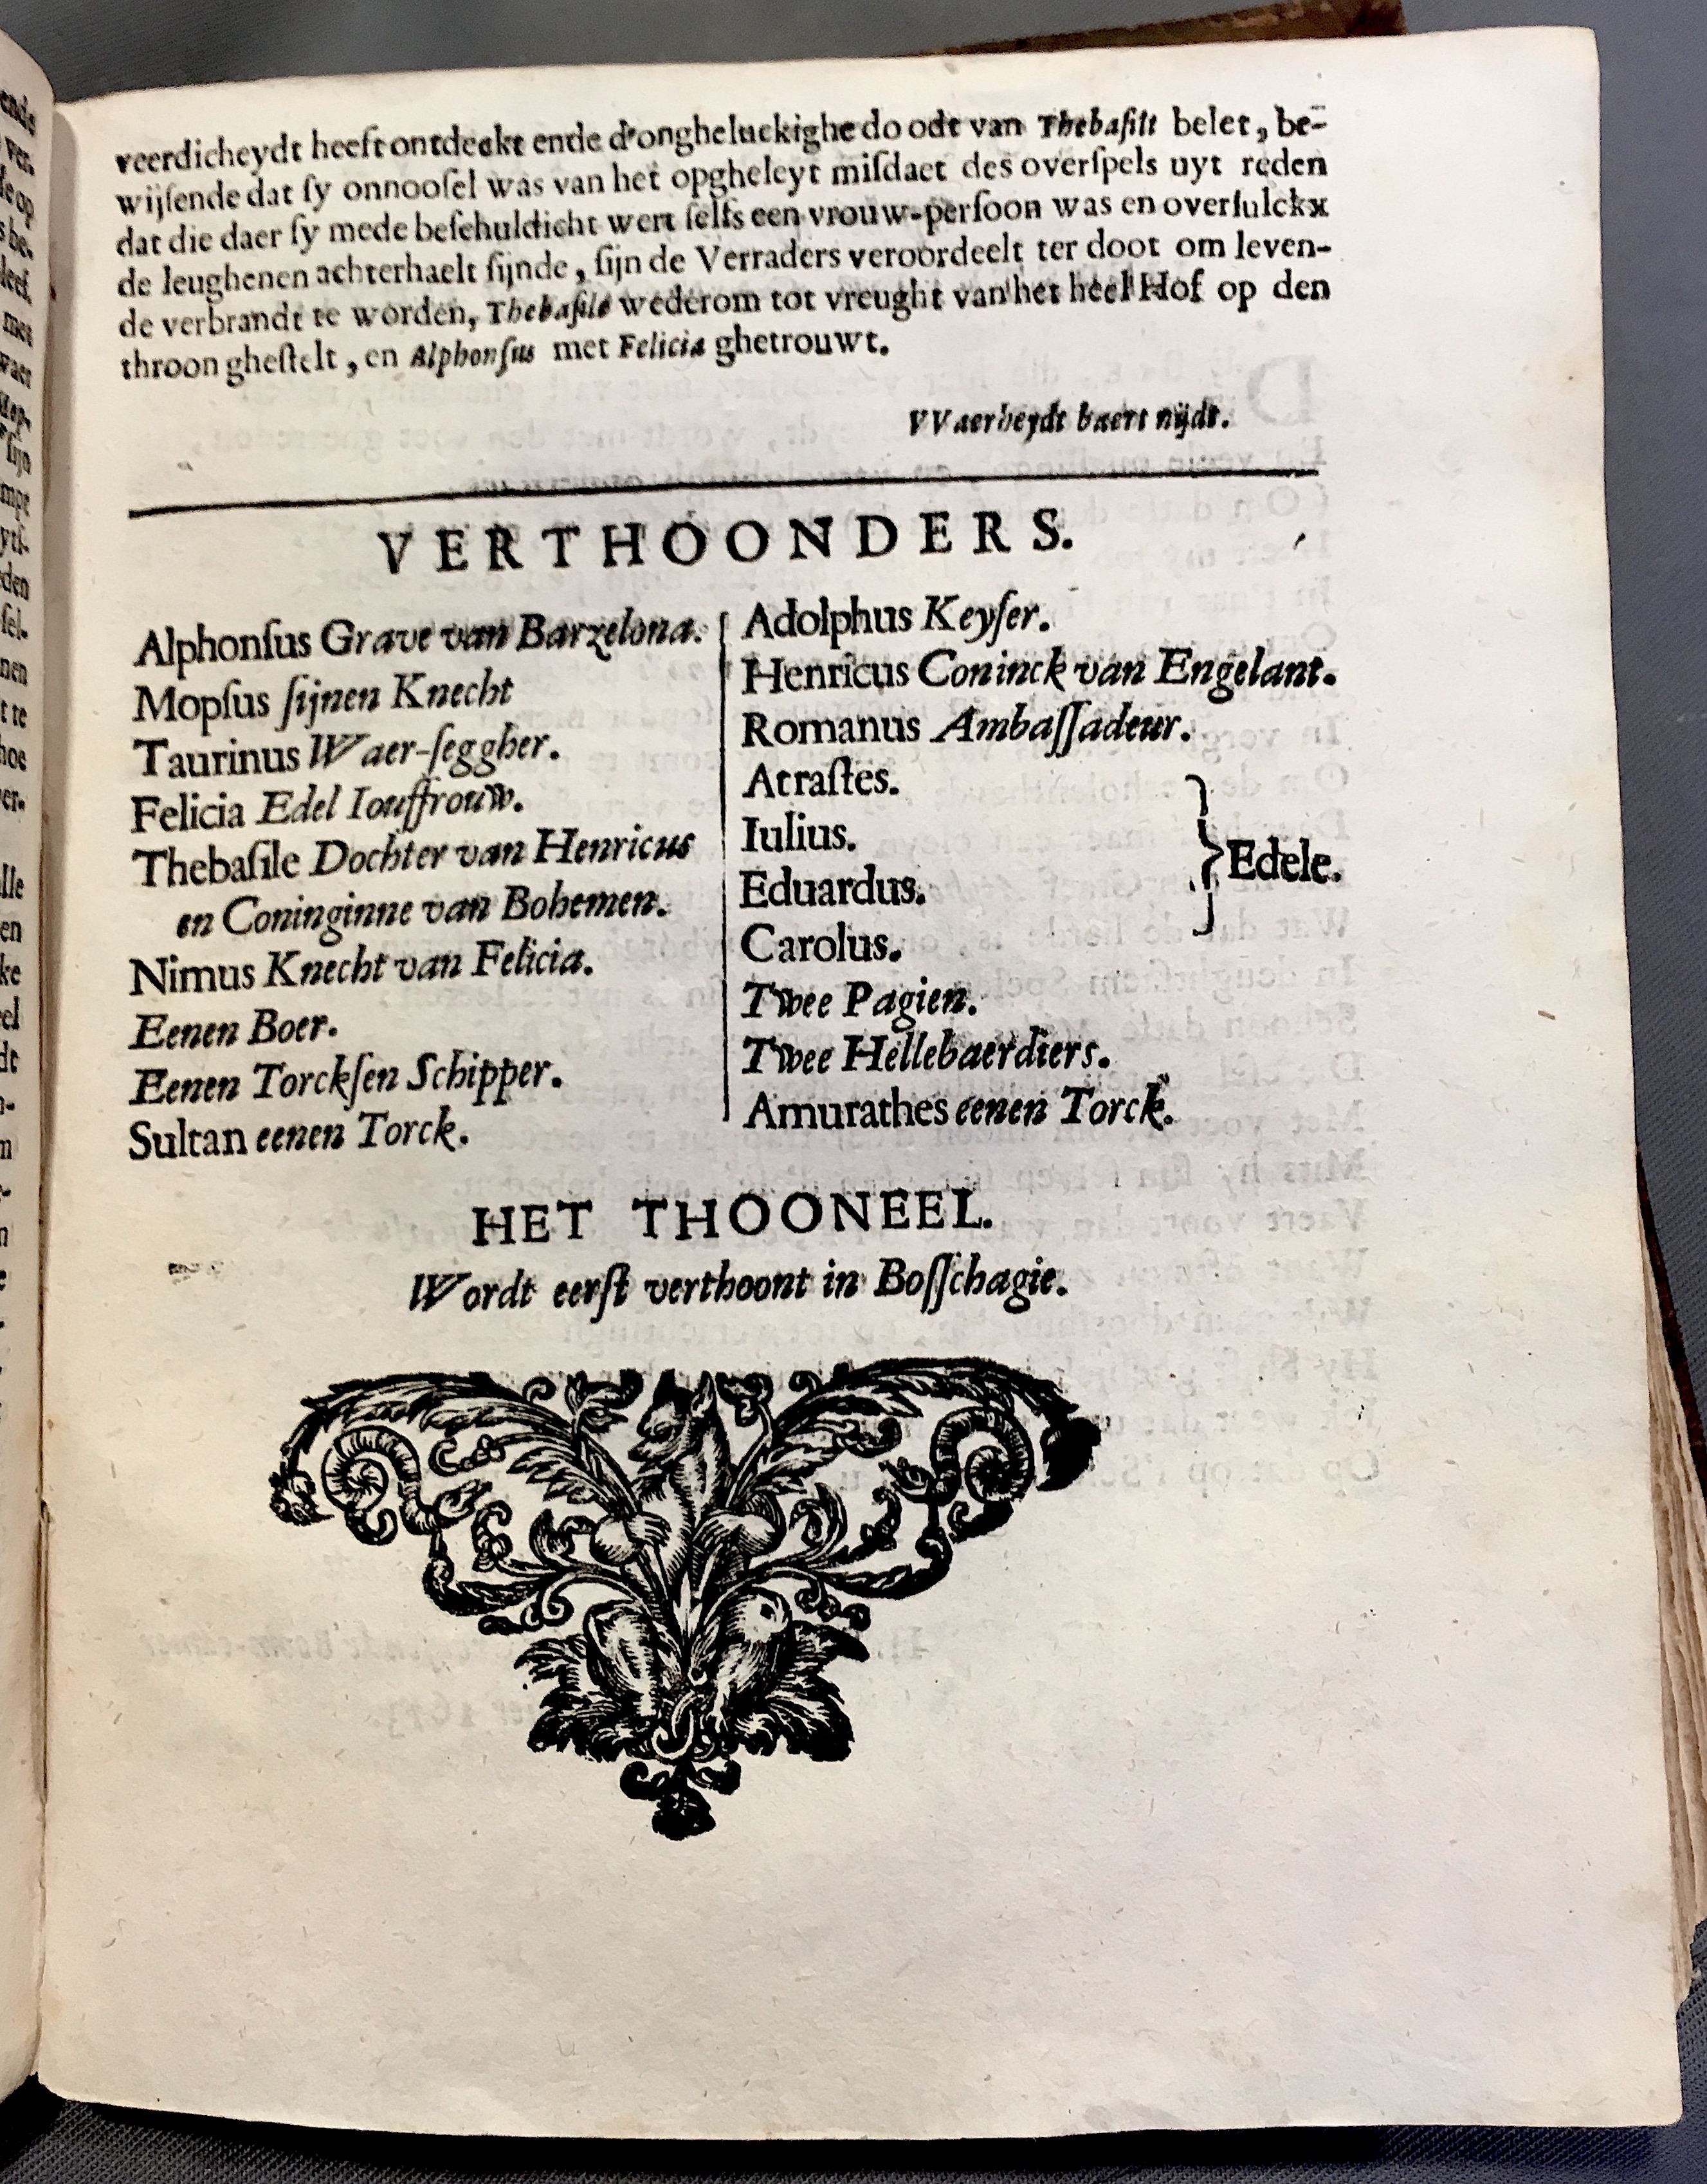 veerdicheydt heeft ontdeckt ende d'ongheluckighe doodt van Thebaſile belet, be-
wijſende dat ſy onnooſel was van het opgheleyt miſdaet des overſpels uyt reden
dat die daer ſy mede beſchuldicht wert ſelfs een vrouw-perſoon was en overſulckx
de leughenen achterhaelt ſijnde, ſijn de Verraders veroordeelt ter doot om leven-
de verbrandt te worden, Thebaſile wederom tot vreught van het heel Hof op den
throon gheſtelt, en Alphonſus met Felicia ghetrouwt.
VVaerheydt baert nijdt.
VERTHOONDERS.
Alphonſus Grave van Barzelona.
Mopſus ſijnen Knecht
Taurinus Waer-ſeggher.
Felicia Edel Iouffrouw.
Thebaſile Dochter van Henricus
en Coninginne van Bohemen.
Nimus Knecht van Felicia.
Eenen Boer.
Eenen Torckſen Schipper.
Sultan eenen Torck.
Adolphus Keyſer.
Henricus Coninck van Engelant.
Romanus Ambaſſadeur.
Atraſtes.
Iulius.
Eduardus.
Carolus.
Edele.
Twee Pagien.
Twee Hellebaerdiers.
Amurathes eenen Torck.
HET THOONEEL.
Wordt eerſt verthoont in Boſſchagie.